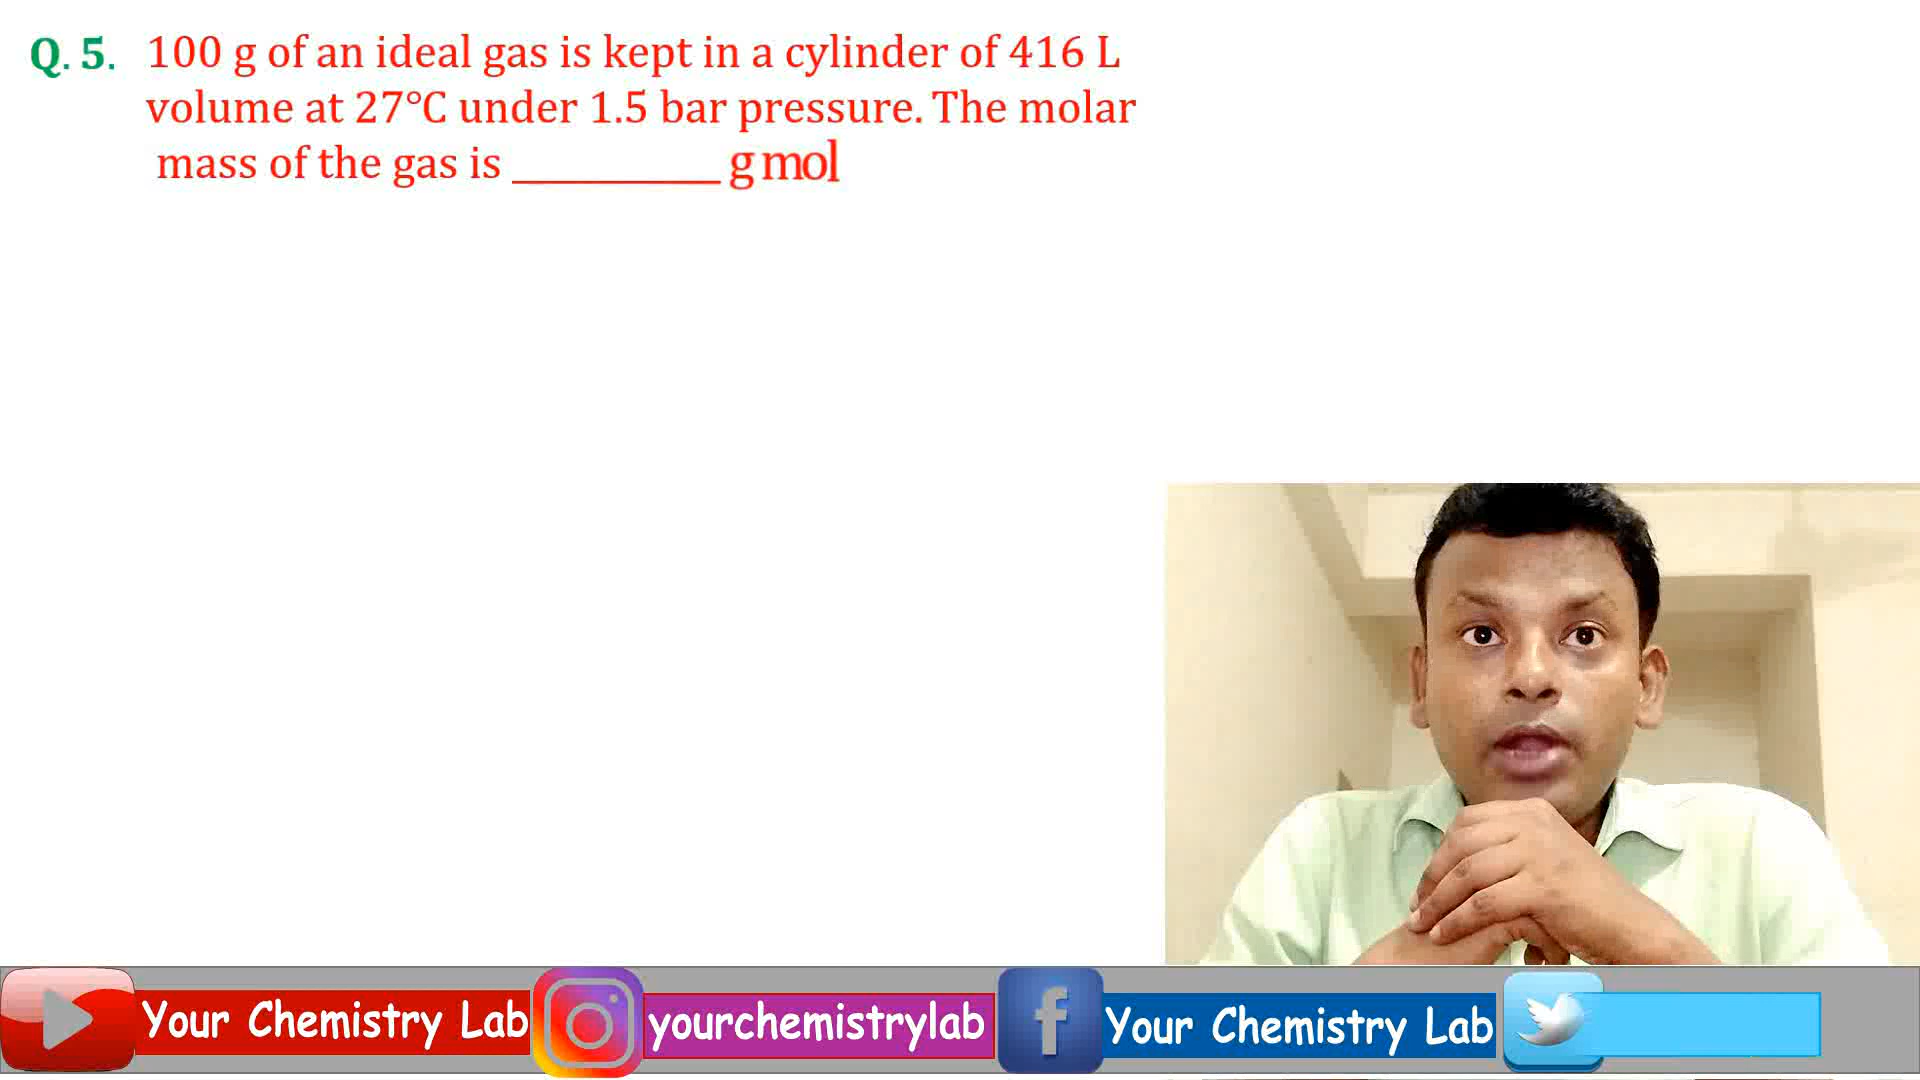 Q. 5. 100 g of an ideal gas is kept in a cylinder of 416 L
volume at 27°C under 1.5 bar pressure. The molar
mass of the gas is __________ g mol
Your Chemistry Lab
yourchemistrylab
Your Chemistry Lab